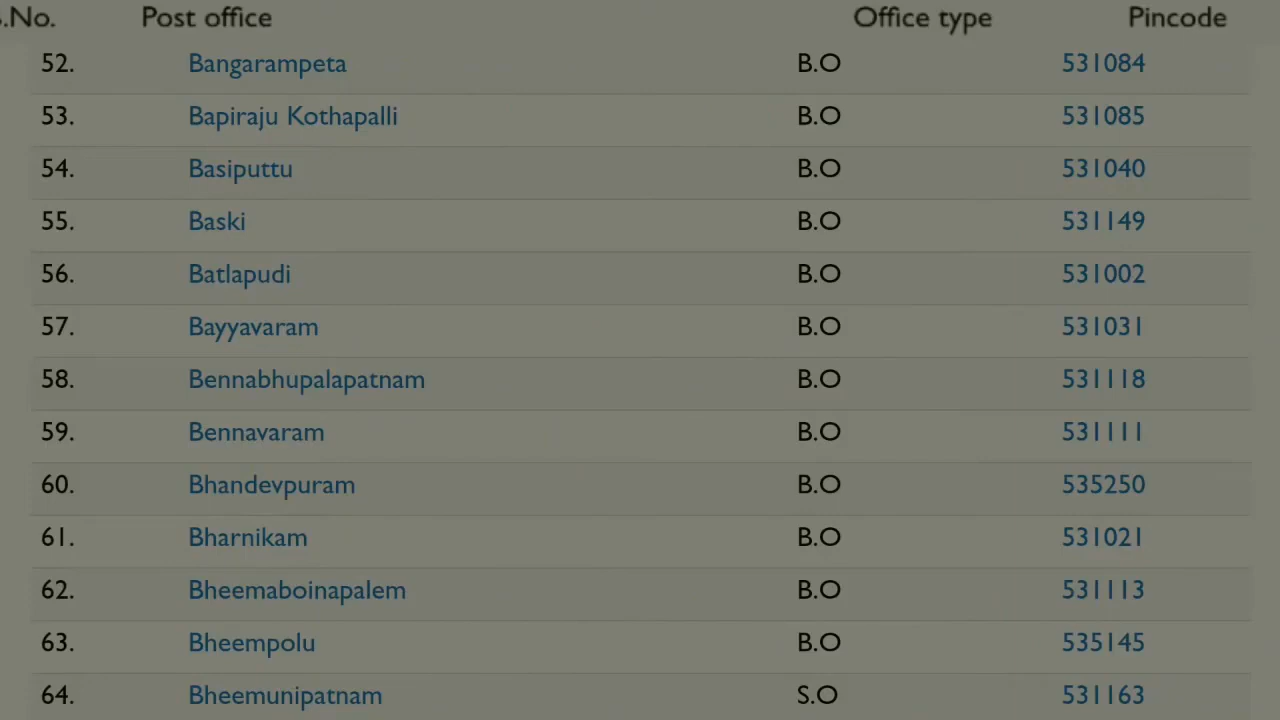 .No. Post office Office type Pincode
52. Bangarampeta B.O 531084
53. Bapiraju Kothapalli B.O 531085
54. Basiputtu B.O 531040
55. Baski B.O 531149
56. Batlapudi B.O 531002
57. Bayyavaram B.O 531031
58. Bennabhupalapatnam B.O 531118
59. Bennavaram B.O 531111
60. Bhandevpuram B.O 535250
61. Bharnikam B.O 531021
62. Bheemaboinapalem B.O 531113
63. Bheempolu B.O 535145
64. Bheemunipatnam S.O 531163